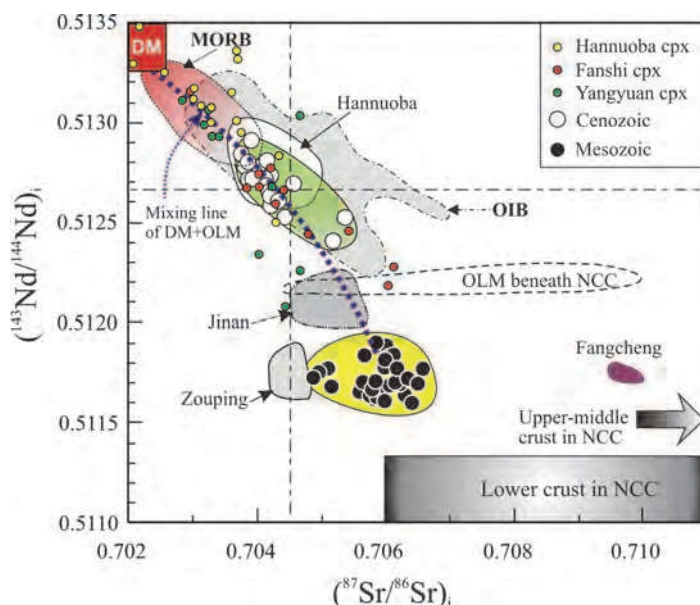 0.5135
0.5130
0.5125
0.5120
0.5115
0.5110
(¹⁴³Nd/¹⁴⁴Nd)i
DM
MORB
Hannuoba
Mixing line
of DM+OLM
OIB
OLM beneath NCC
Jinan
Zouping
Fangcheng
Upper-middle
crust in NCC
Lower crust in NCC
Hannuoba cpx
Fanshi cpx
Yangyuan cpx
Cenozoic
Mesozoic
0.702
0.704
0.706
0.708
0.710
(⁸⁷Sr/⁸⁶Sr)i